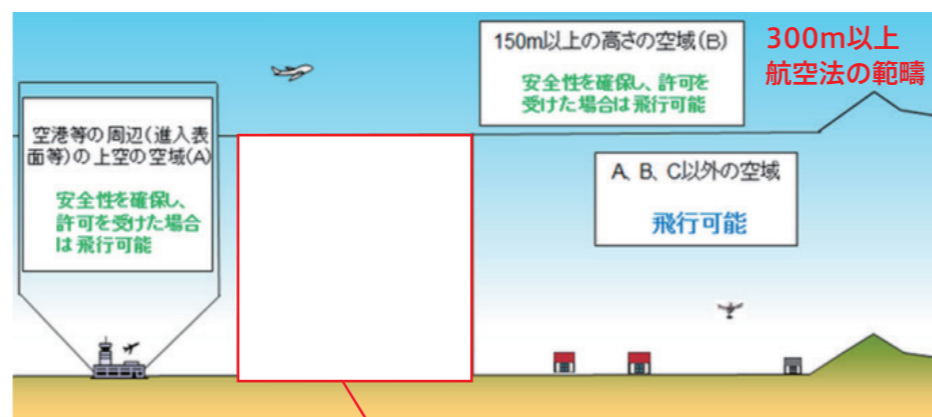 150m以上の高さの空域(B)
安全性を確保し、許可を
受けた場合は飛行可能
300m以上
航空法の範疇
空港等の周辺(進入表
面等)の上空の空域(A)
安全性を確保し、
許可を受けた場合
は飛行可能
A、B、C以外の空域
飛行可能